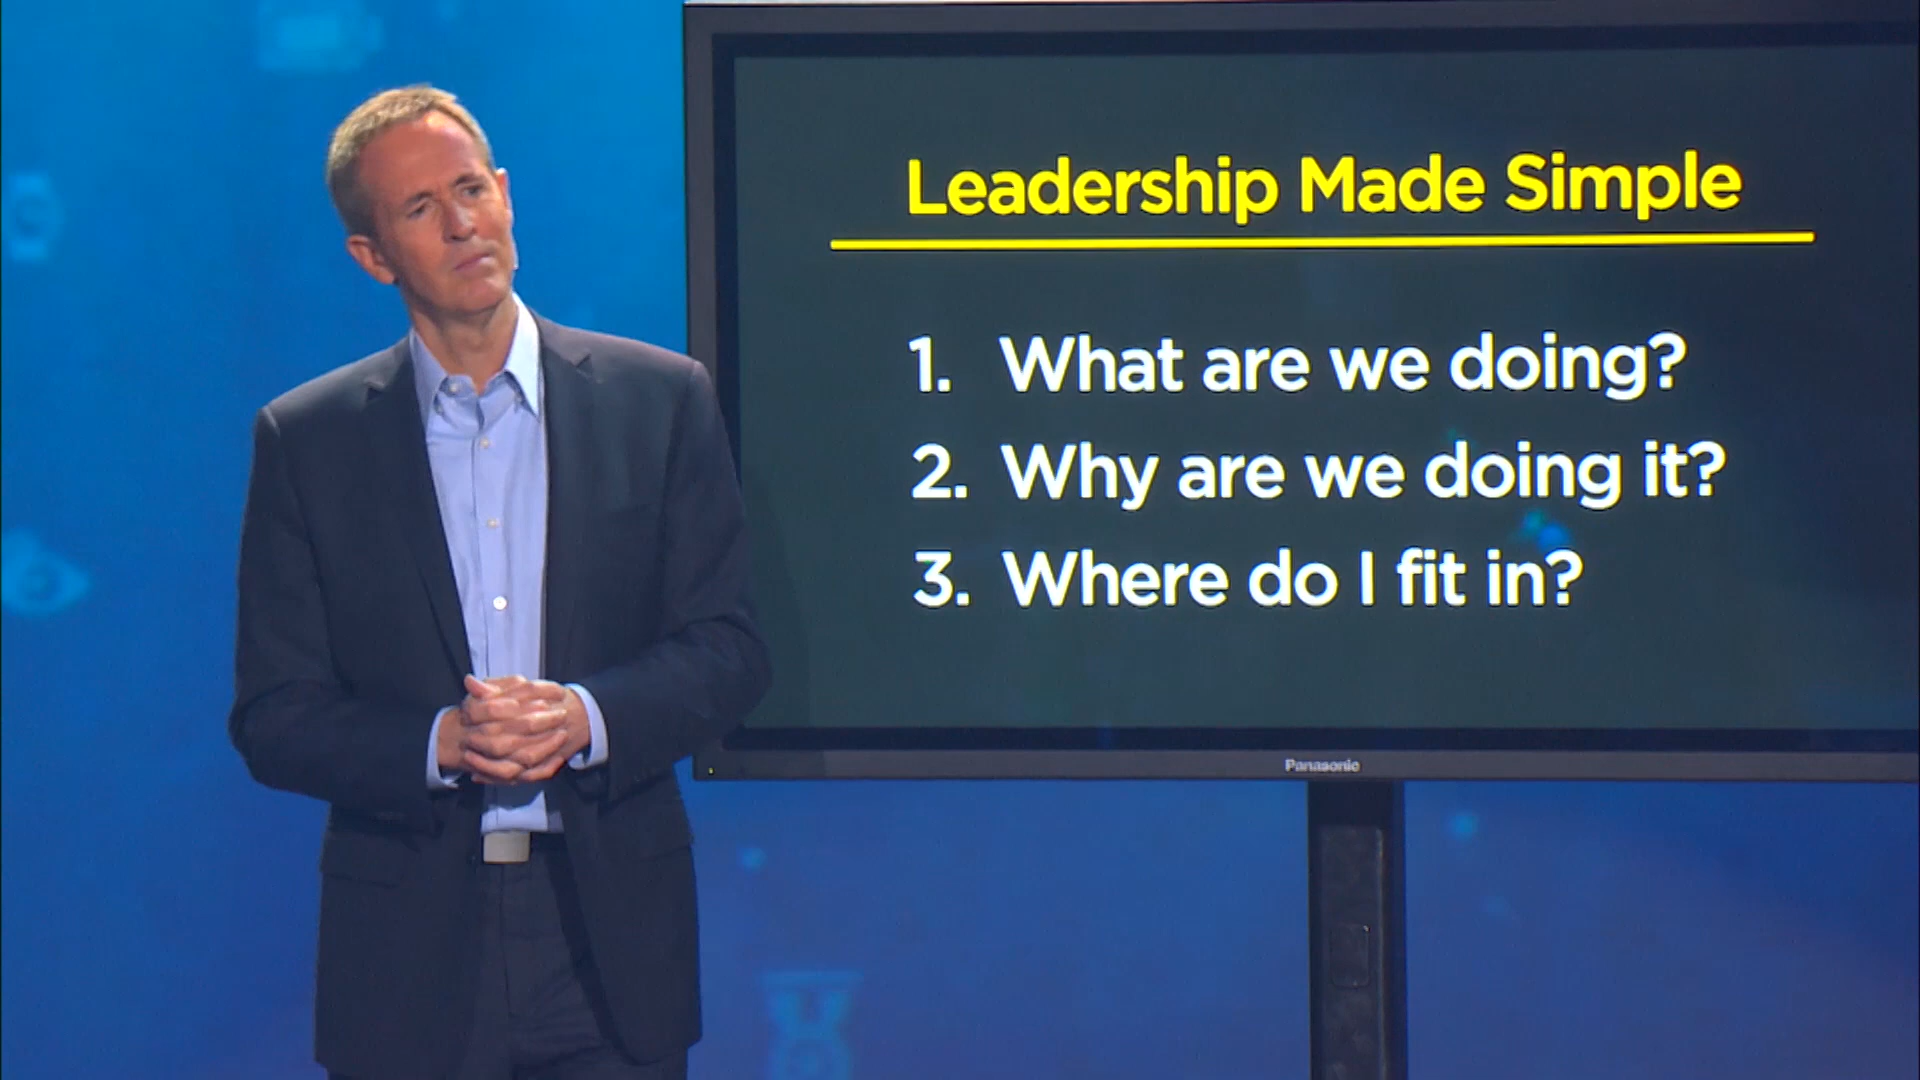 Leadership Made Simple
1. What are we doing?
2. Why are we doing it?
3. Where do I fit in?
Panasonic